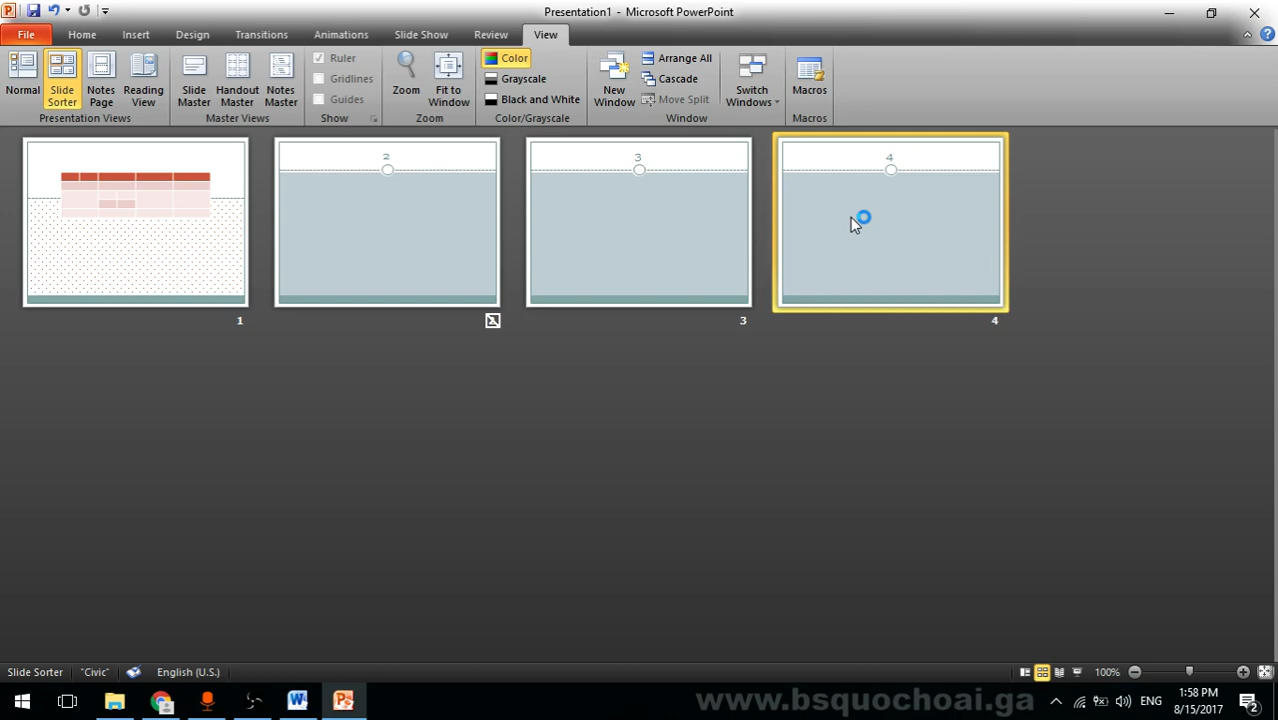 Presentation1 - Microsoft PowerPoint
File Home Insert Design Transitions Animations Slide Show Review View
Normal Slide Sorter Notes Page Reading View
Presentation Views
Slide Master Handout Master Notes Master
Master Views
Ruler
Gridlines
Guides
Show
Zoom Fit to Window
Zoom
Color
Grayscale
Black and White
Color/Grayscale
New Window
Arrange All
Cascade
Move Split
Switch Windows
Window
Macros
Macros
2 3 4
1 2 3 4
Slide Sorter "Civic" English (U.S.) 100%
www.bsquochoai.ga
ENG
1:58 PM
8/15/2017
2